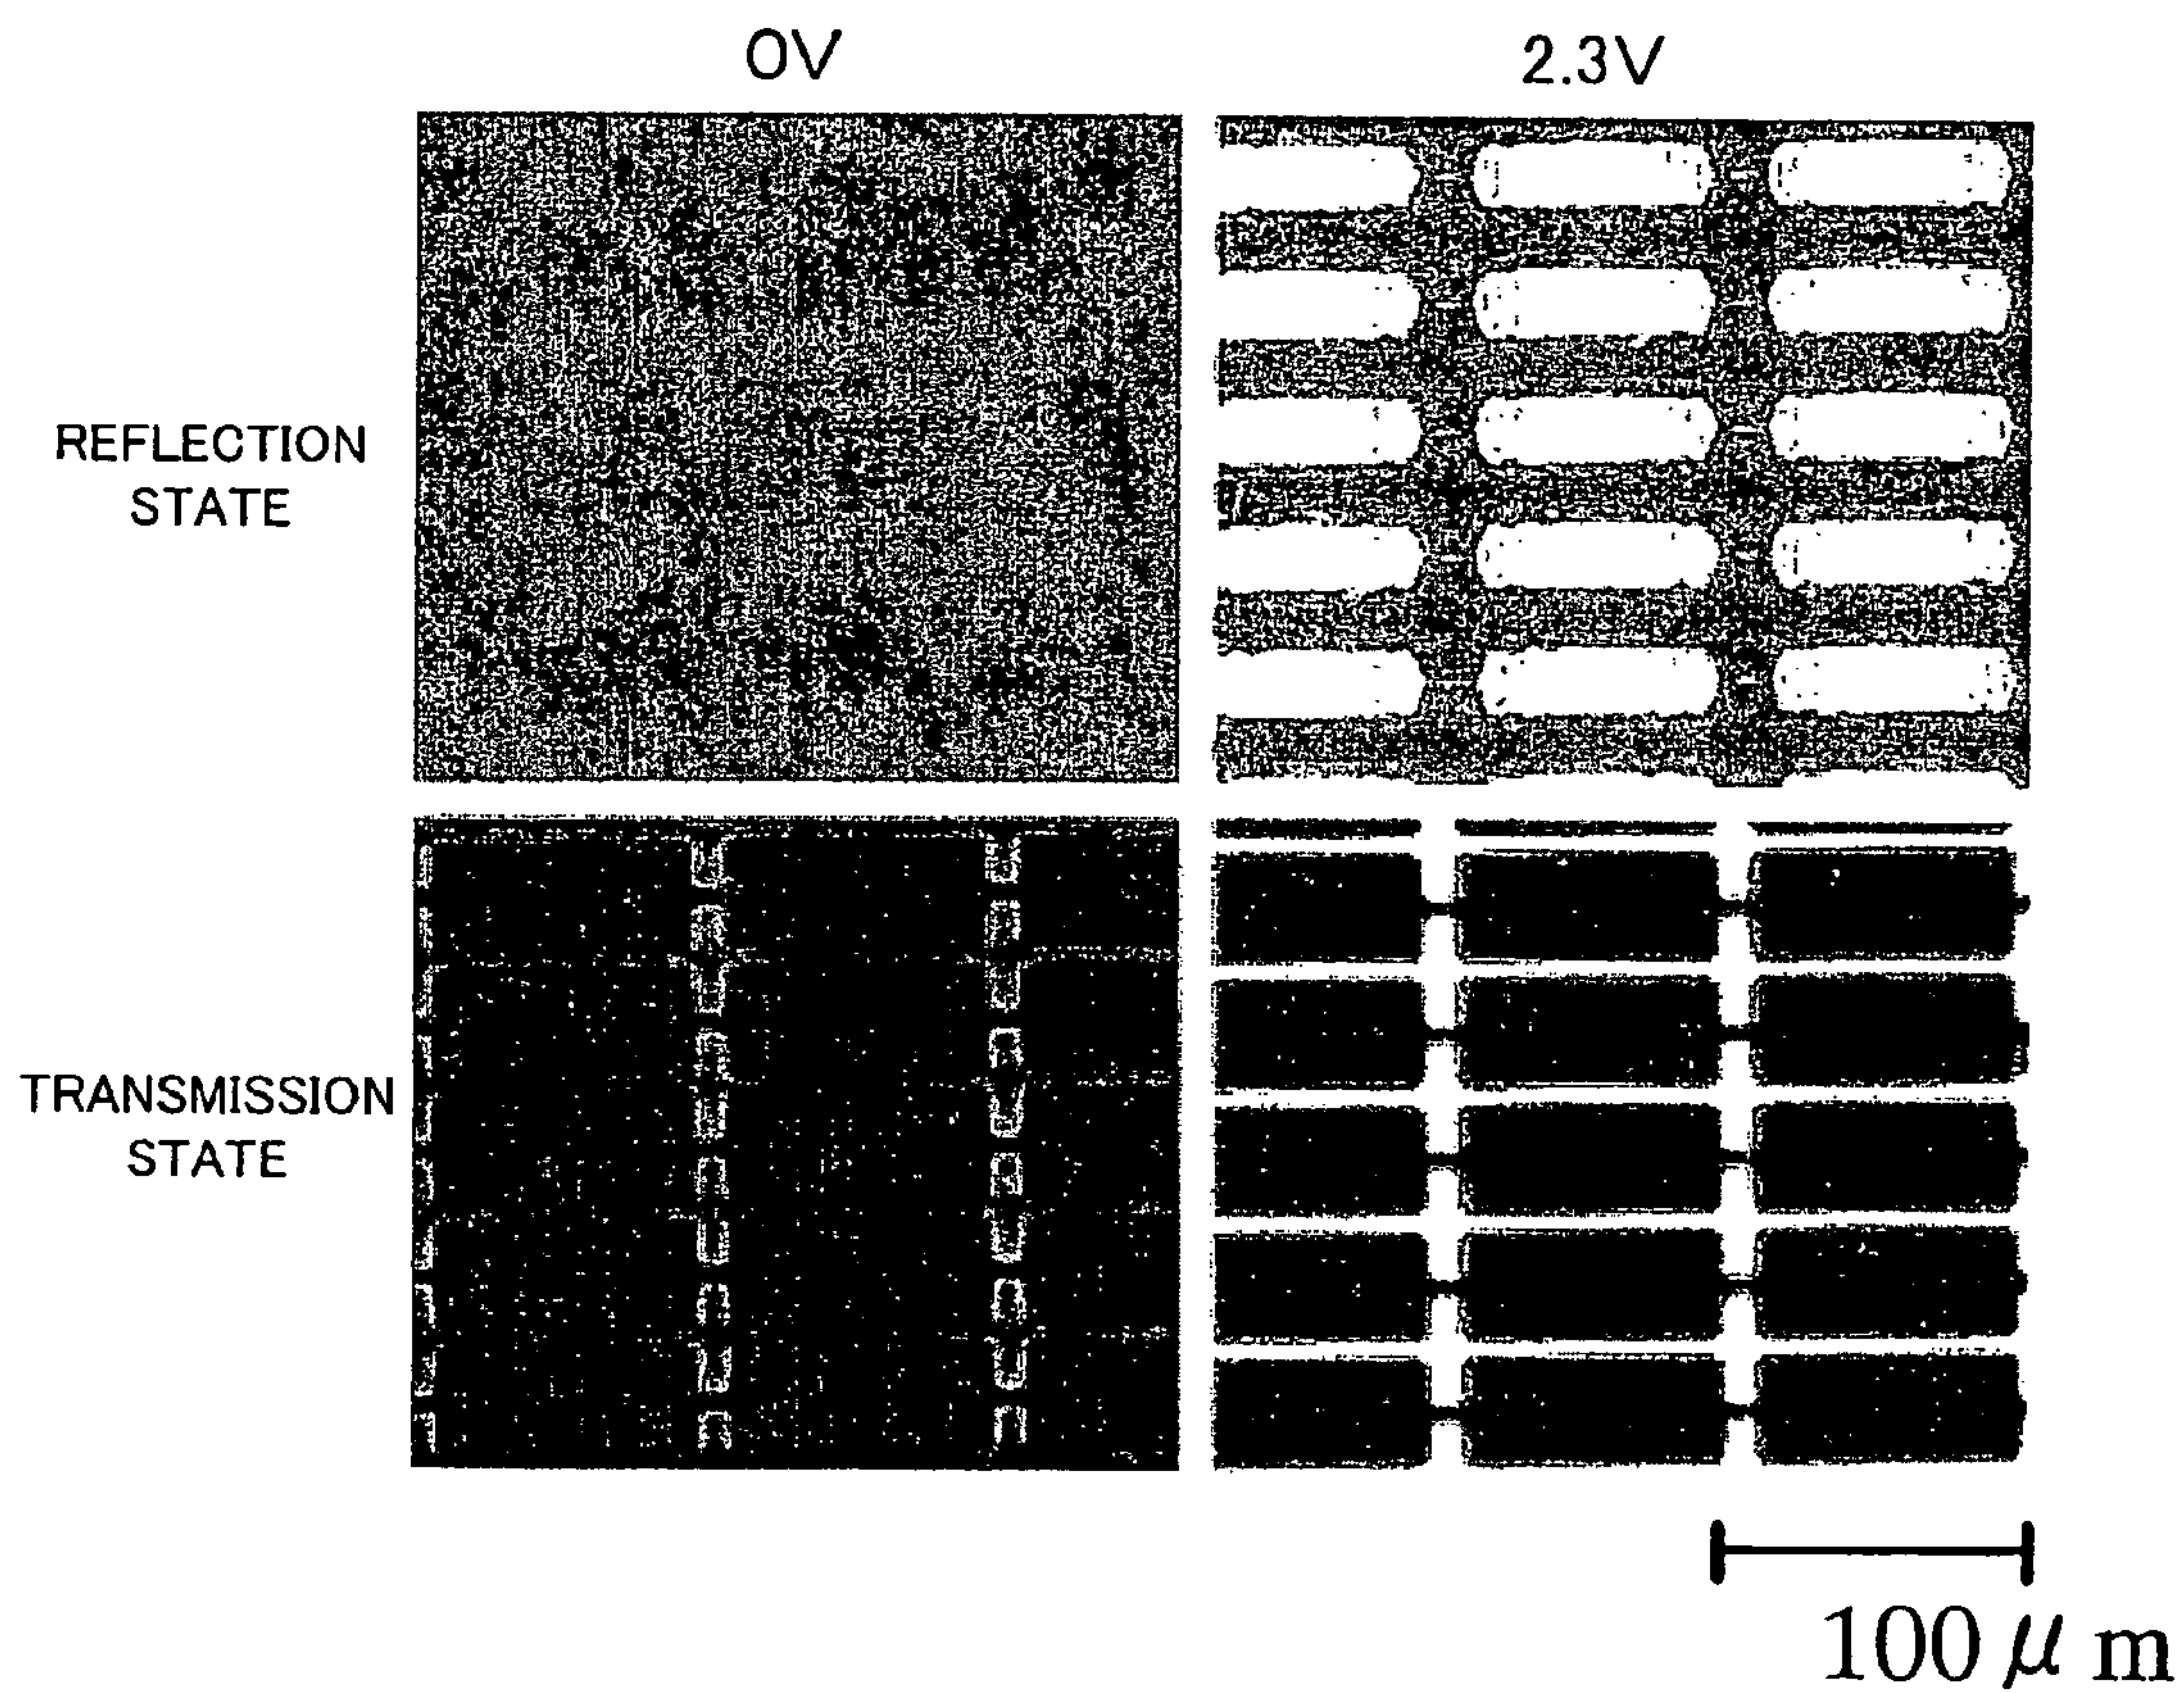 0V
2.3V
REFLECTION
STATE
TRANSMISSION
STATE
100 μ m